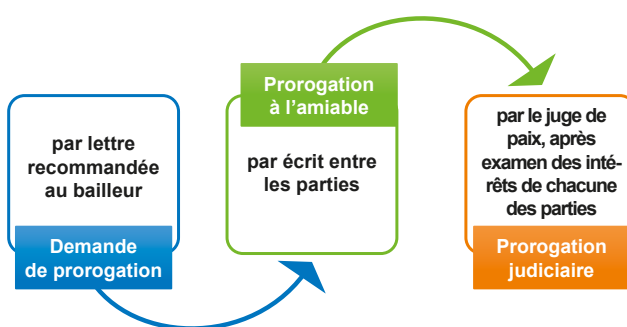 par lettre
recommandée
au bailleur
Demande
de prorogation
Prorogation
à l'amiable
par écrit entre
les parties
par le juge de
paix, après
examen des inté-
rêts de chacune
des parties
Prorogation
judiciaire